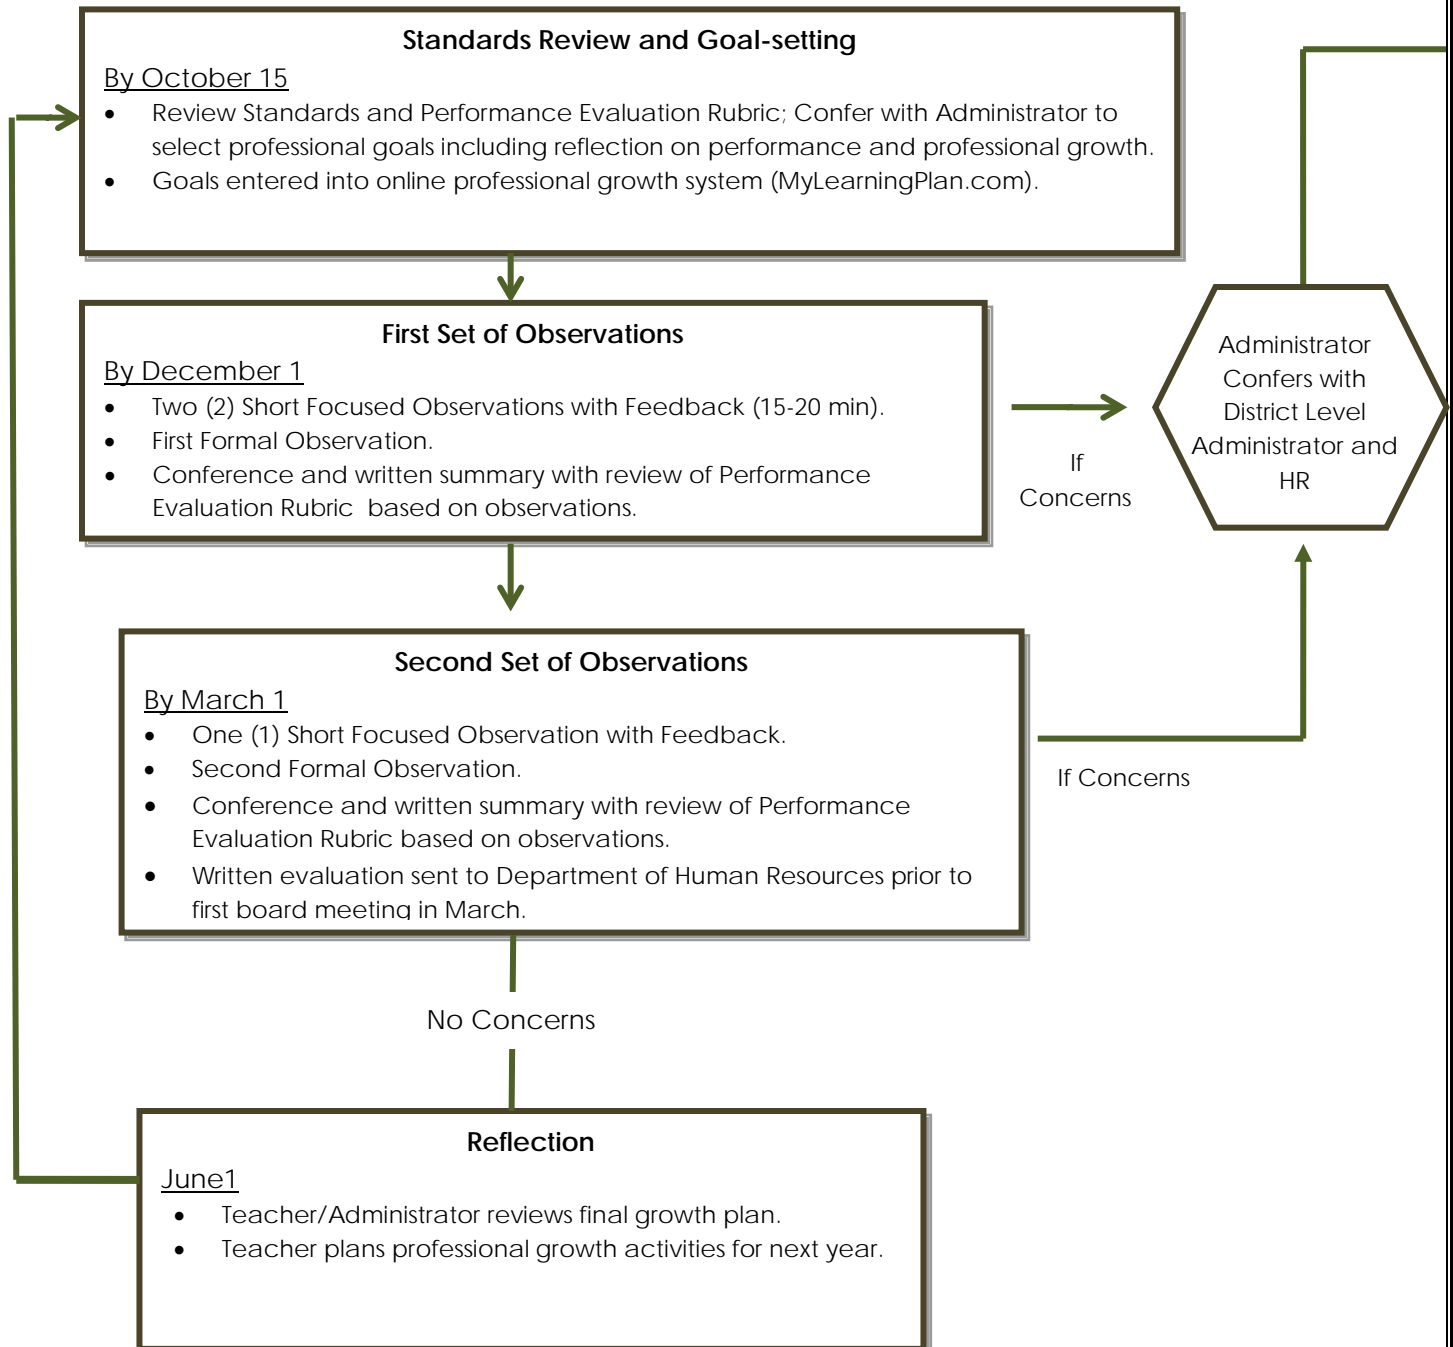 Standards Review and Goal-setting
By October 15
• Review Standards and Performance Evaluation Rubric; Confer with Administrator to
select professional goals including reflection on performance and professional growth.
• Goals entered into online professional growth system (MyLearningPlan.com).
First Set of Observations
By December 1
• Two (2) Short Focused Observations with Feedback (15-20 min).
• First Formal Observation.
• Conference and written summary with review of Performance
Evaluation Rubric based on observations.
If
Concerns
Administrator
Confers with
District Level
Administrator and
HR
Second Set of Observations
By March 1
• One (1) Short Focused Observation with Feedback.
• Second Formal Observation.
• Conference and written summary with review of Performance
Evaluation Rubric based on observations.
• Written evaluation sent to Department of Human Resources prior to
first board meeting in March.
If Concerns
No Concerns
Reflection
June1
• Teacher/Administrator reviews final growth plan.
• Teacher plans professional growth activities for next year.